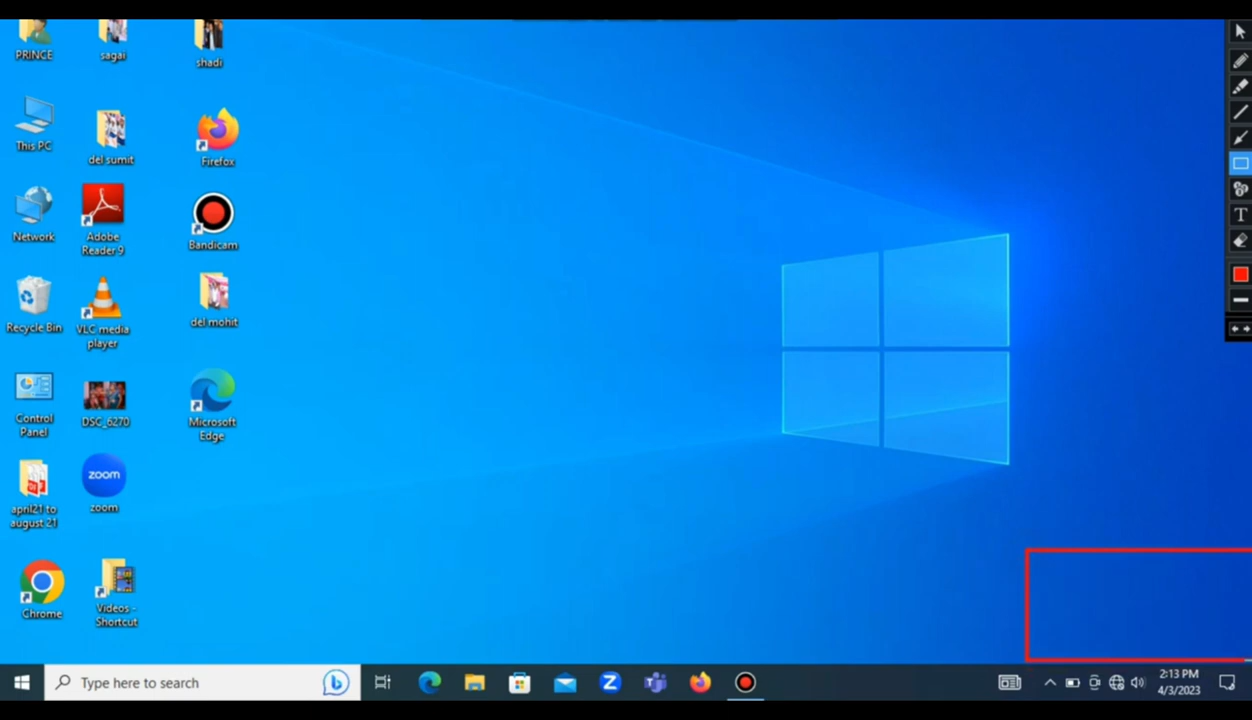 PRINCE
sagai
shadi
This PC
del sumit
Firefox
Network
Adobe
Reader 9
Bandicam
Recycle Bin
VLC media
player
del mohit
Control
Panel
DSC_6270
Microsoft
Edge
april21 to
august 21
zoom
zoom
Chrome
Videos -
Shortcut
T
Type here to search
2:13 PM
4/3/2023